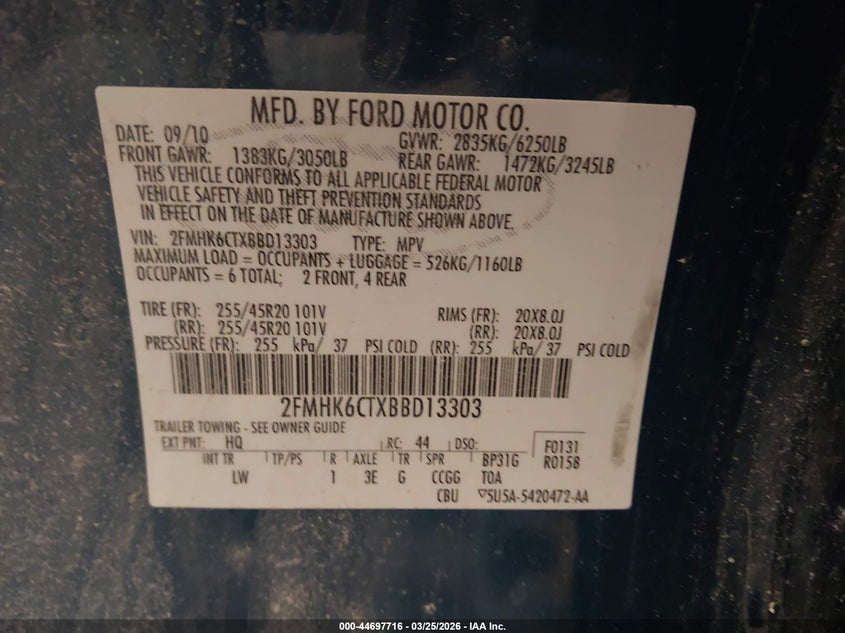 MFD. BY FORD MOTOR CO.
DATE: 09/10 GVWR: 2835KG/6250LB
FRONT GAWR: 1383KG/3050LB REAR GAWR: 1472KG/3245LB
THIS VEHICLE CONFORMS TO ALL APPLICABLE FEDERAL MOTOR
VEHICLE SAFETY AND THEFT PREVENTION STANDARDS
IN EFFECT ON THE DATE OF MANUFACTURE SHOWN ABOVE.
VIN: 2FMHK6CTXBBD13303 TYPE: MPV
MAXIMUM LOAD = OCCUPANTS + LUGGAGE = 526KG/1160LB
OCCUPANTS = 6 TOTAL; 2 FRONT, 4 REAR
TIRE (FR): 255/45R20 101V RIMS (FR): 20X8.0J
(RR): 255/45R20 101V (RR): 20X8.0J
PRESSURE (FR): 255 kPa/ 37 PSI COLD (RR): 255 kPa/ 37 PSI COLD
2FMHK6CTXBBD13303
TRAILER TOWING - SEE OWNER GUIDE
EXT PNT: HQ RC: 44 DSO: F0131
INT TR TP/PS R AXLE TR SPR BP31G R0158
LW 1 3E G CCGG TOA
CBU 5U5A-5420472-AA
000-44697716 / 03/25/2026 - IAA Inc.